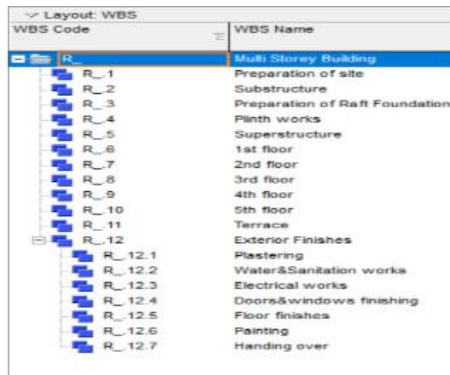 Layout: WBS
WBS Code WBS Name
R_ Multi Storey Building
R_.1 Preparation of site
R_.2 Substructure
R_.3 Preparation of Raft Foundation
R_.4 Plinth works
R_.5 Superstructure
R_.6 1st floor
R_.7 2nd floor
R_.8 3rd floor
R_.9 4th floor
R_.10 5th floor
R_.11 Terrace
R_.12 Exterior Finishes
R_.12.1 Plastering
R_.12.2 Water&Sanitation works
R_.12.3 Electrical works
R_.12.4 Doors&windows finishing
R_.12.5 Floor finishes
R_.12.6 Painting
R_.12.7 Handing over